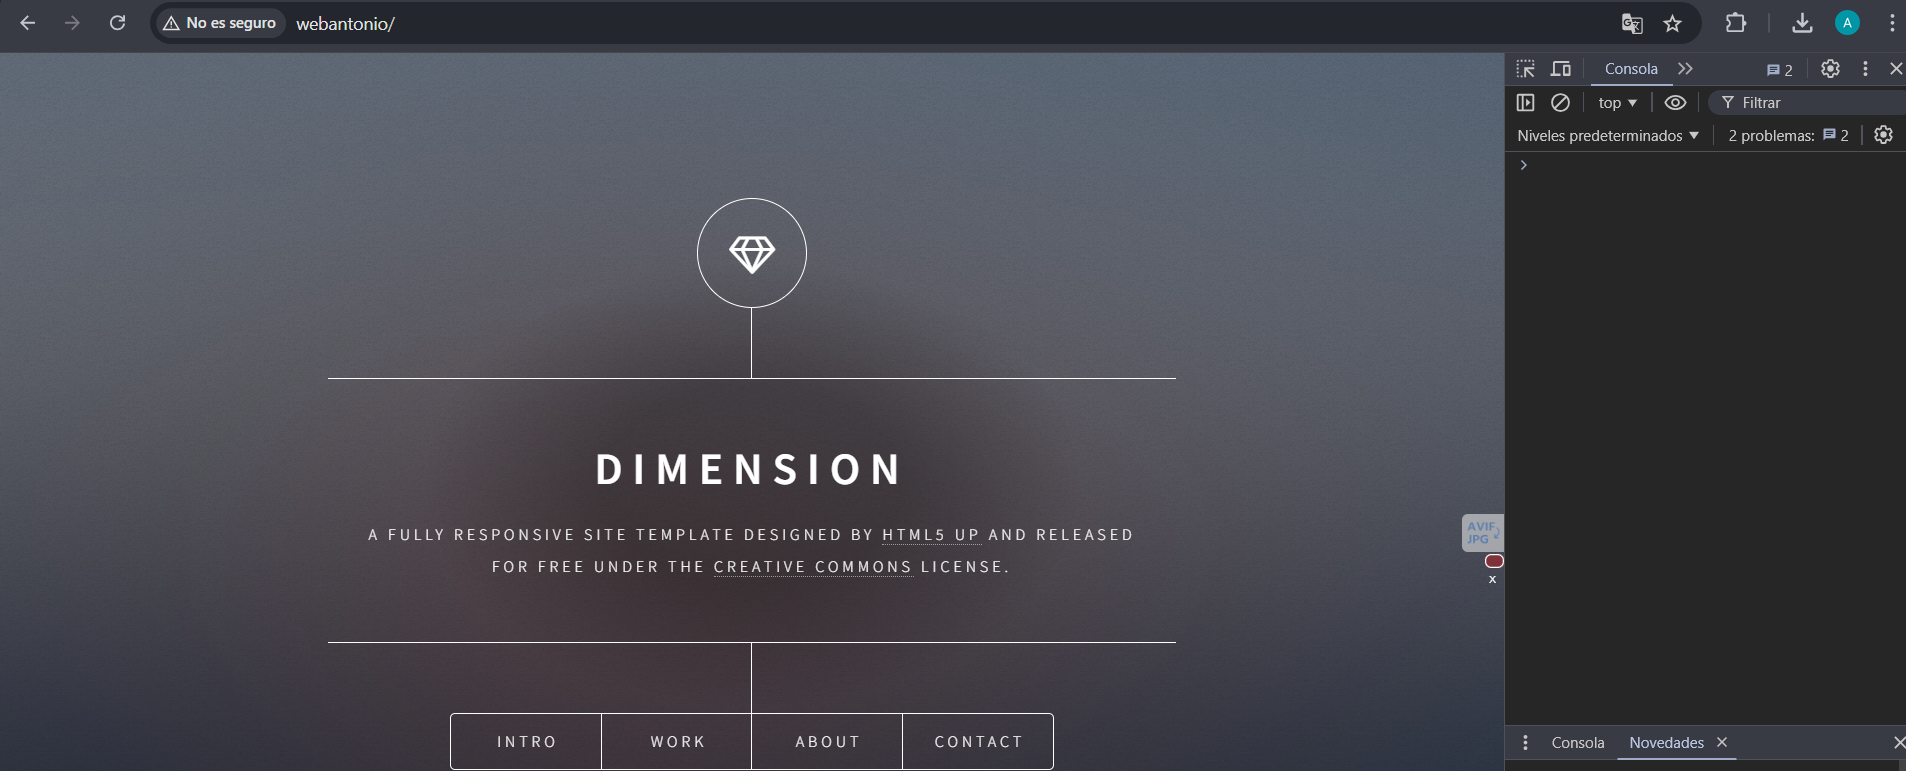 No es seguro webantonio/ A
Consola 2
top Filtrar
Niveles predeterminados 2 problemas: 2
DIMENSION
A FULLY RESPONSIVE SITE TEMPLATE DESIGNED BY HTML5 UP AND RELEASED
FOR FREE UNDER THE CREATIVE COMMONS LICENSE.
AVIF
JPG
x
INTRO WORK ABOUT CONTACT
Consola Novedades